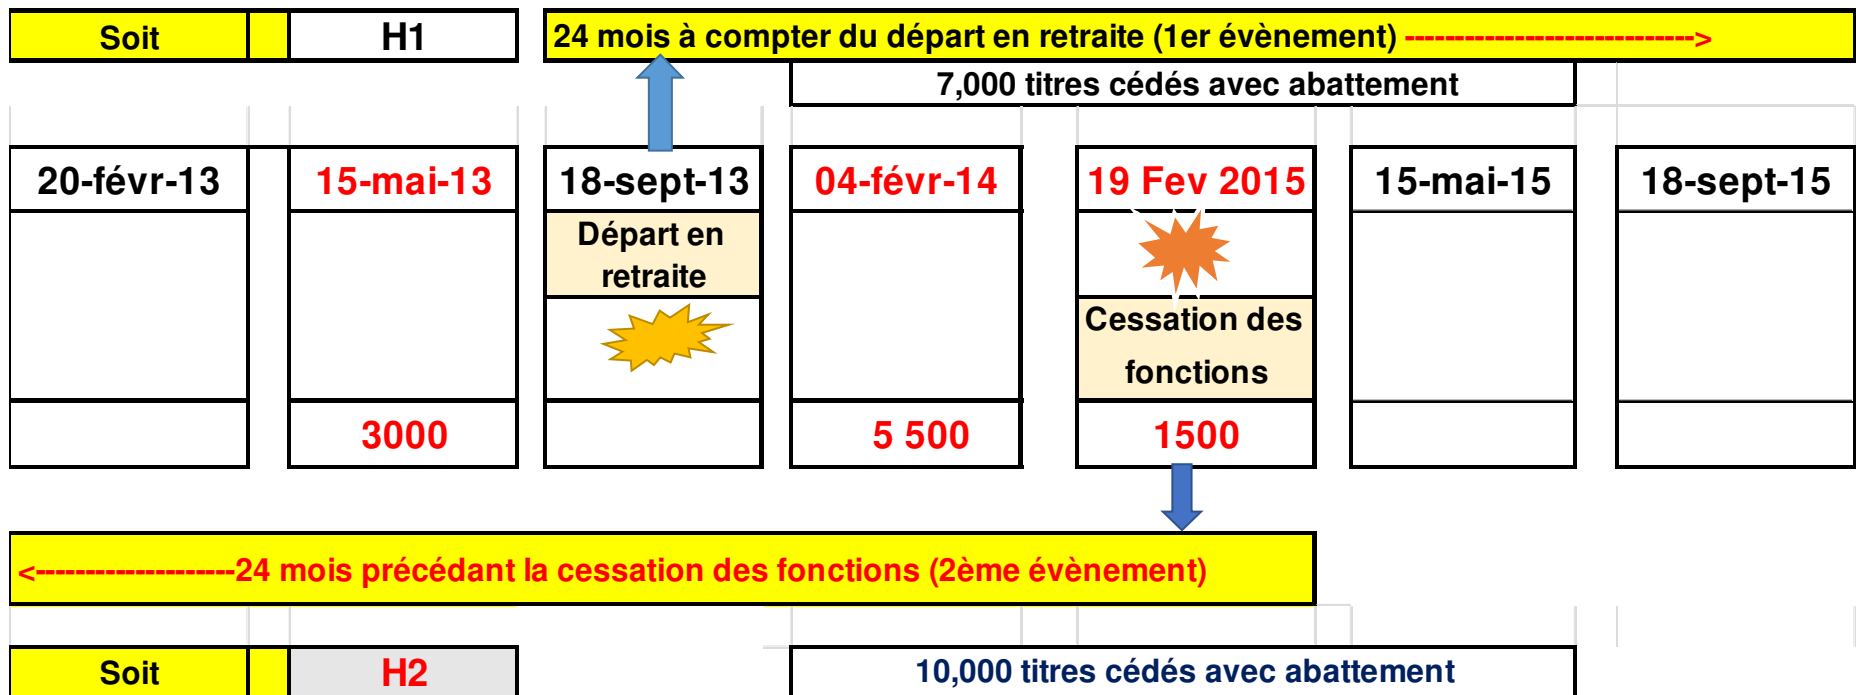 Soit H1 24 mois à compter du départ en retraite (1er évènement) ----------------------------->
7,000 titres cédés avec abattement
20-févr-13 15-mai-13 18-sept-13 04-févr-14 19 Fev 2015 15-mai-15 18-sept-15
Départ en
retraite
Cessation des
fonctions
3000 5 500 1500
<--------------------24 mois précédant la cessation des fonctions (2ème évènement)
Soit H2 10,000 titres cédés avec abattement